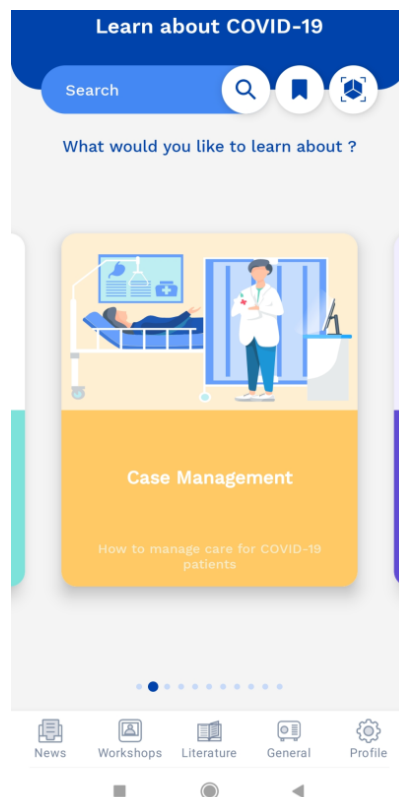 Learn about COVID-19
Search
What would you like to learn about ?
Case Management
How to manage care for COVID-19
patients
News
Workshops
Literature
General
Profile